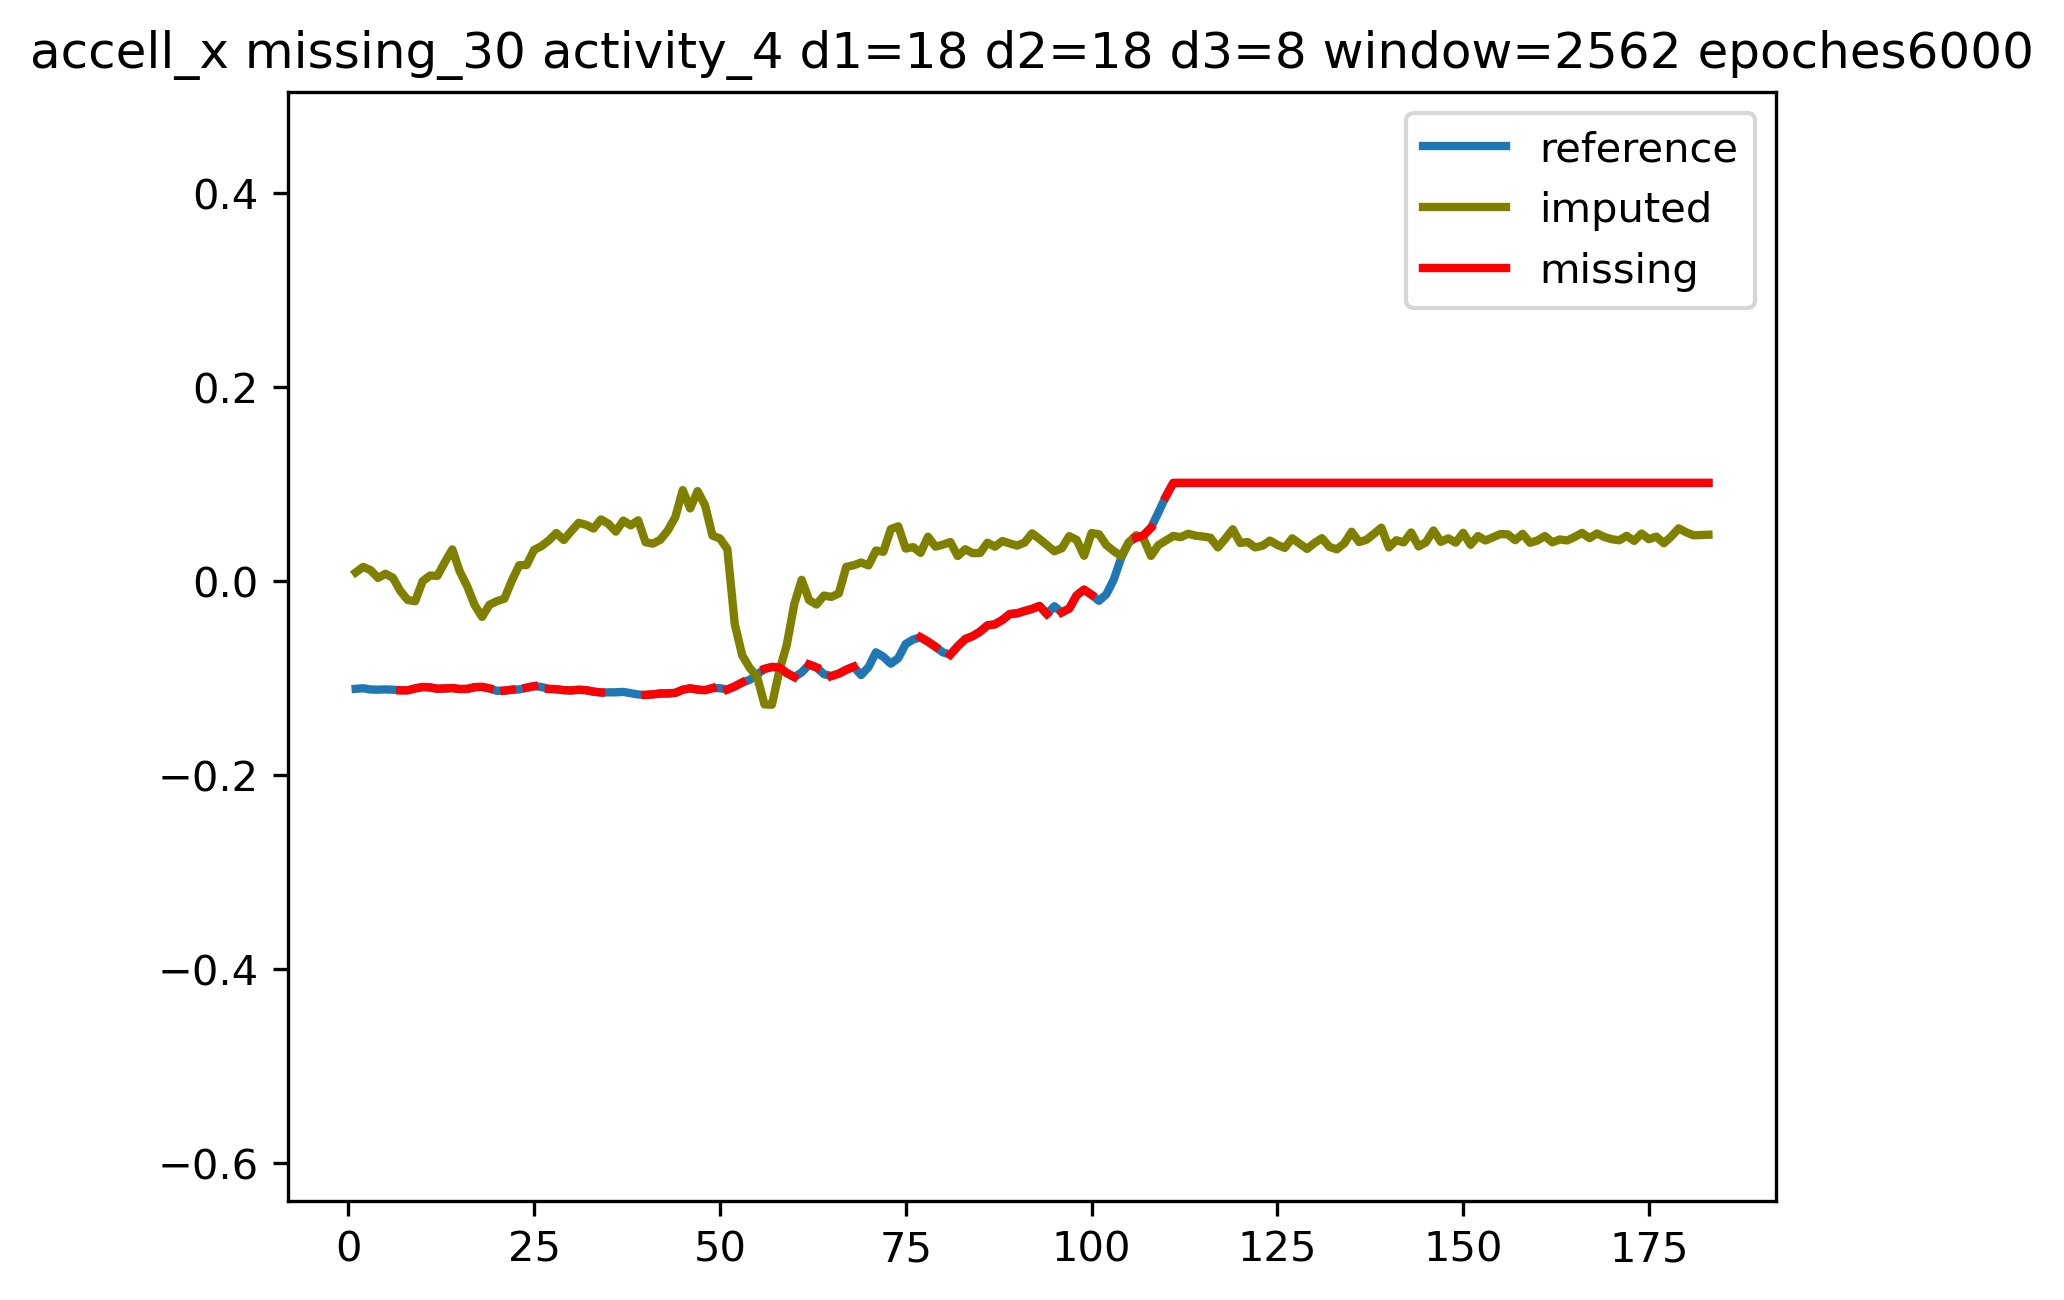 accell_x missing_30 activity_4 d1=18 d2=18 d3=8 window=2562 epoches6000
reference
imputed
missing
0.4
0.2
0.0
−0.2
−0.4
−0.6
0 25 50 75 100 125 150 175